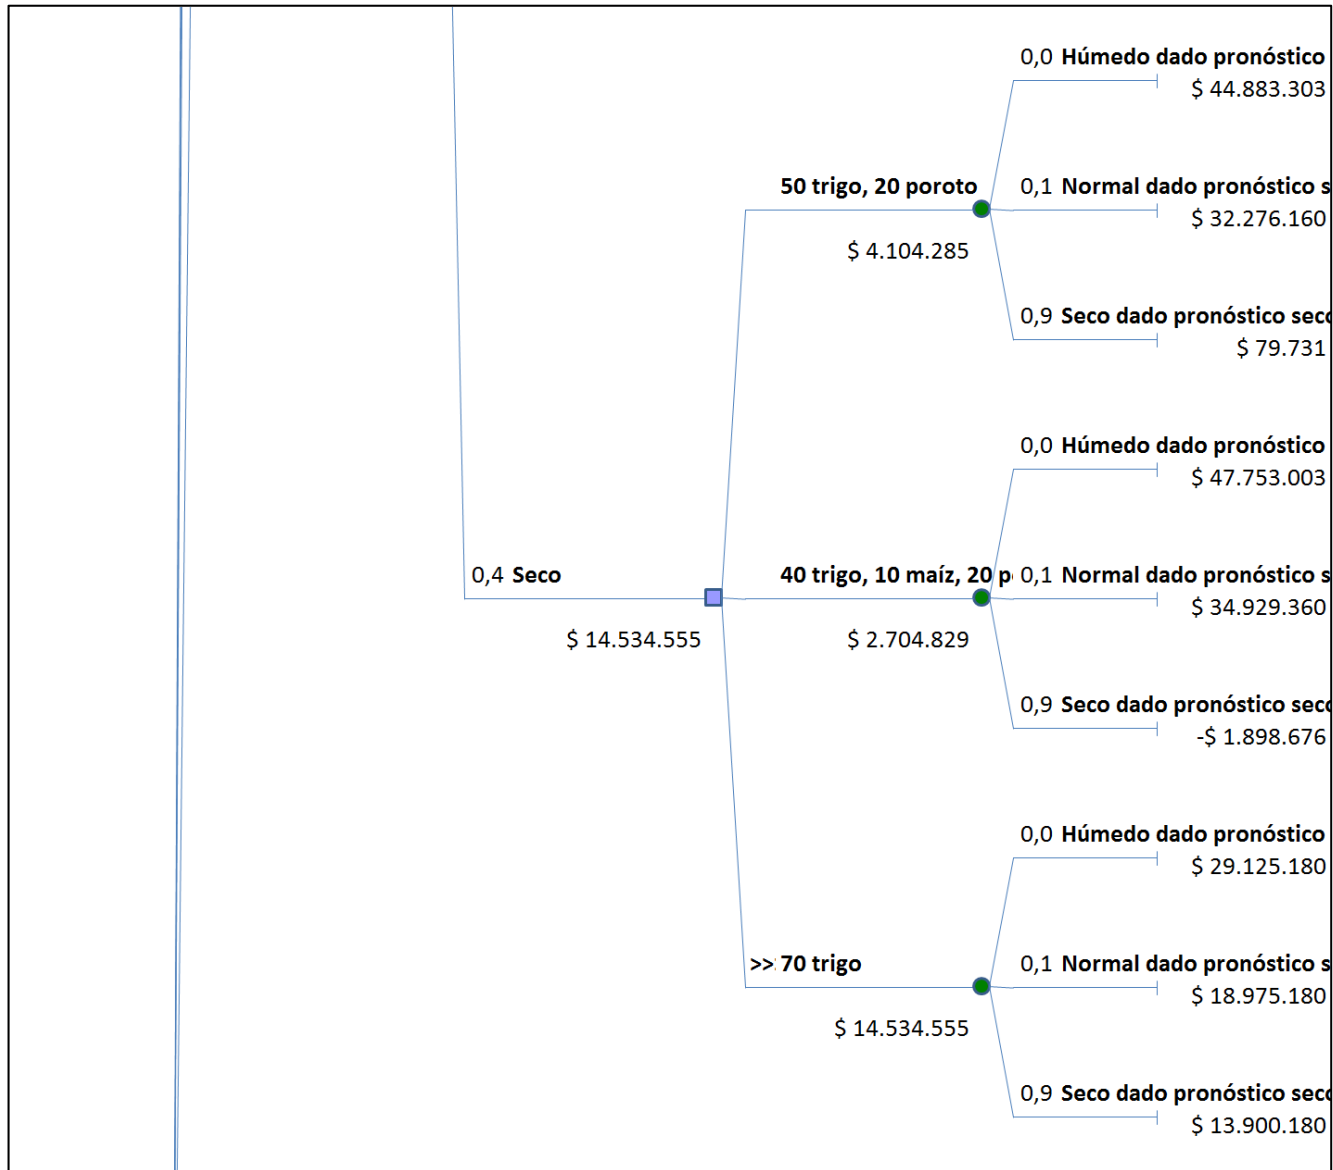 0,0 Húmedo dado pronóstico
$ 44.883.303
50 trigo, 20 poroto
0,1 Normal dado pronóstico s
$ 32.276.160
$ 4.104.285
0,9 Seco dado pronóstico seco
$ 79.731
0,0 Húmedo dado pronóstico
$ 47.753.003
0,4 Seco
40 trigo, 10 maíz, 20 p
0,1 Normal dado pronóstico s
$ 34.929.360
$ 14.534.555
$ 2.704.829
0,9 Seco dado pronóstico seco
-$ 1.898.676
0,0 Húmedo dado pronóstico
$ 29.125.180
>> 70 trigo
0,1 Normal dado pronóstico s
$ 18.975.180
$ 14.534.555
0,9 Seco dado pronóstico seco
$ 13.900.180